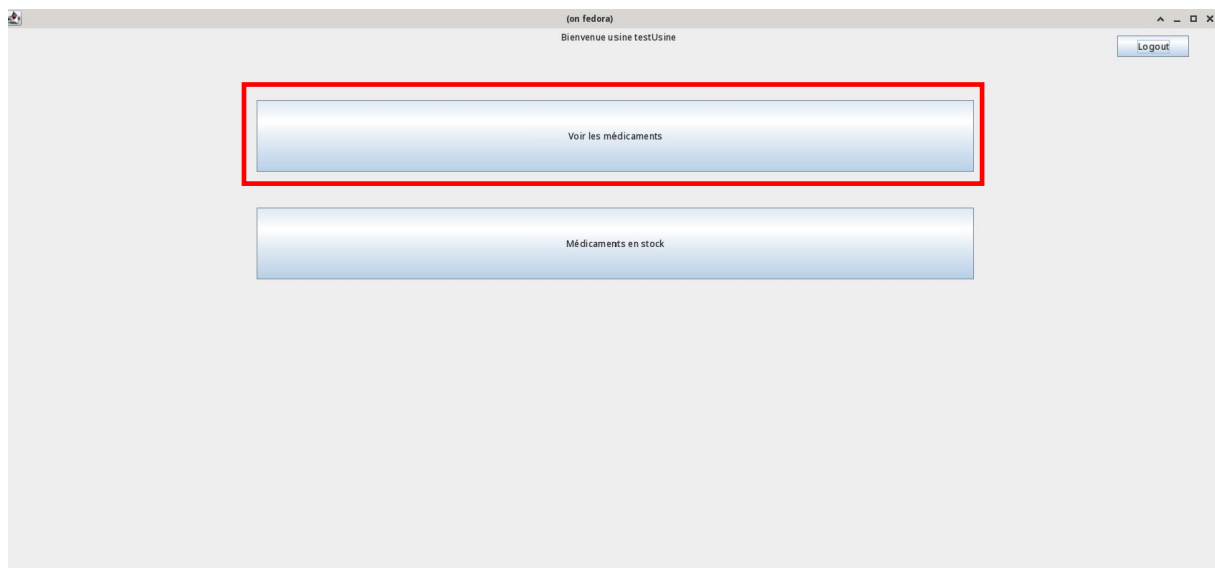 (on fedora)
Bienvenue usine testUsine
Logout
Voir les médicaments
Médicaments en stock